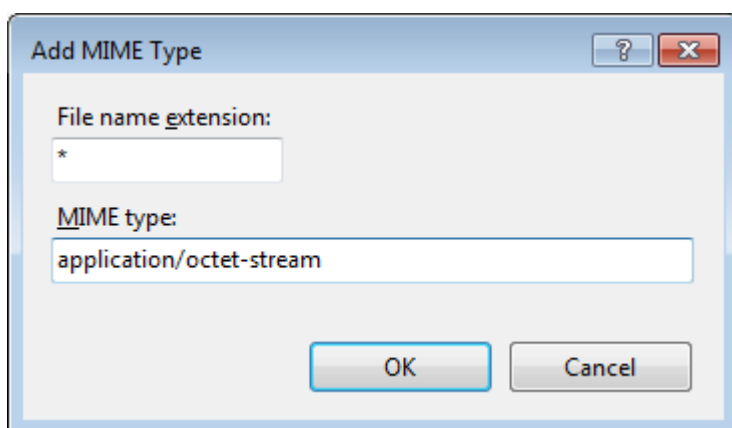 Add MIME Type
?
File name extension:
*
MIME type:
application/octet-stream
OK
Cancel